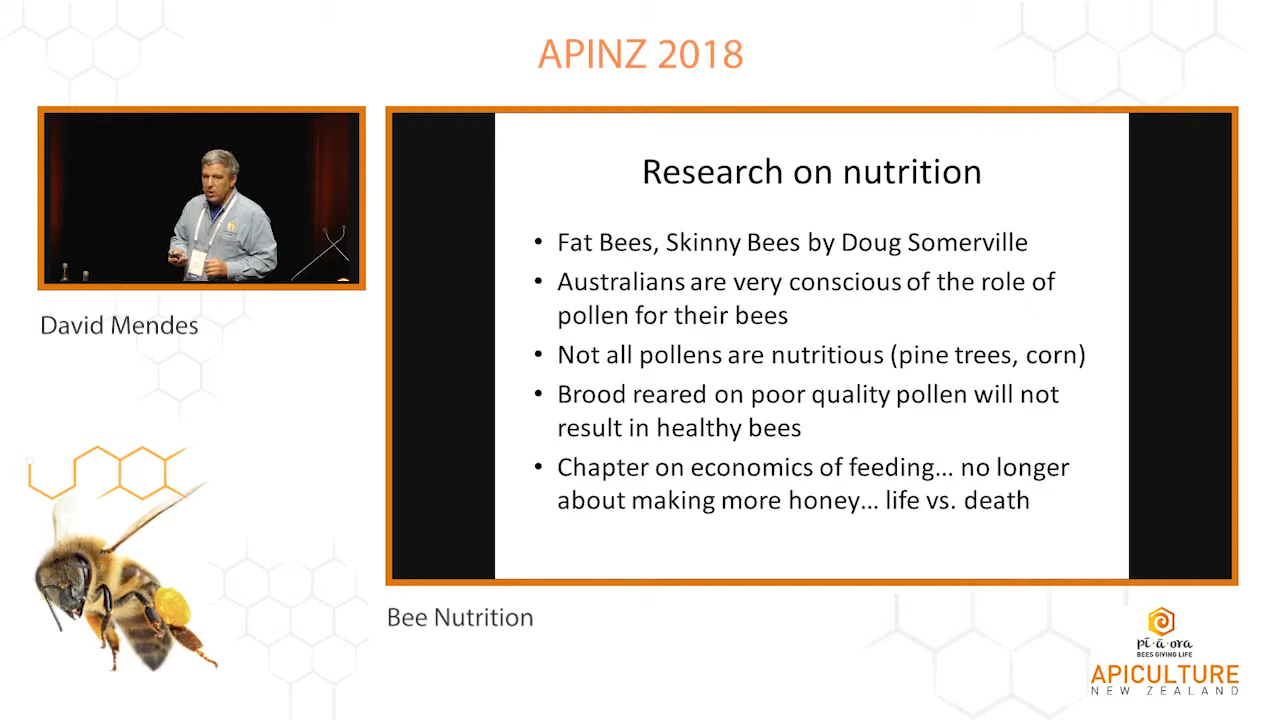 APINZ 2018
David Mendes
Research on nutrition
• Fat Bees, Skinny Bees by Doug Somerville
• Australians are very conscious of the role of
pollen for their bees
• Not all pollens are nutritious (pine trees, corn)
• Brood reared on poor quality pollen will not
result in healthy bees
• Chapter on economics of feeding... no longer
about making more honey... life vs. death
Bee Nutrition
pī-ā-ora
BEES GIVING LIFE
APICULTURE
NEW ZEALAND